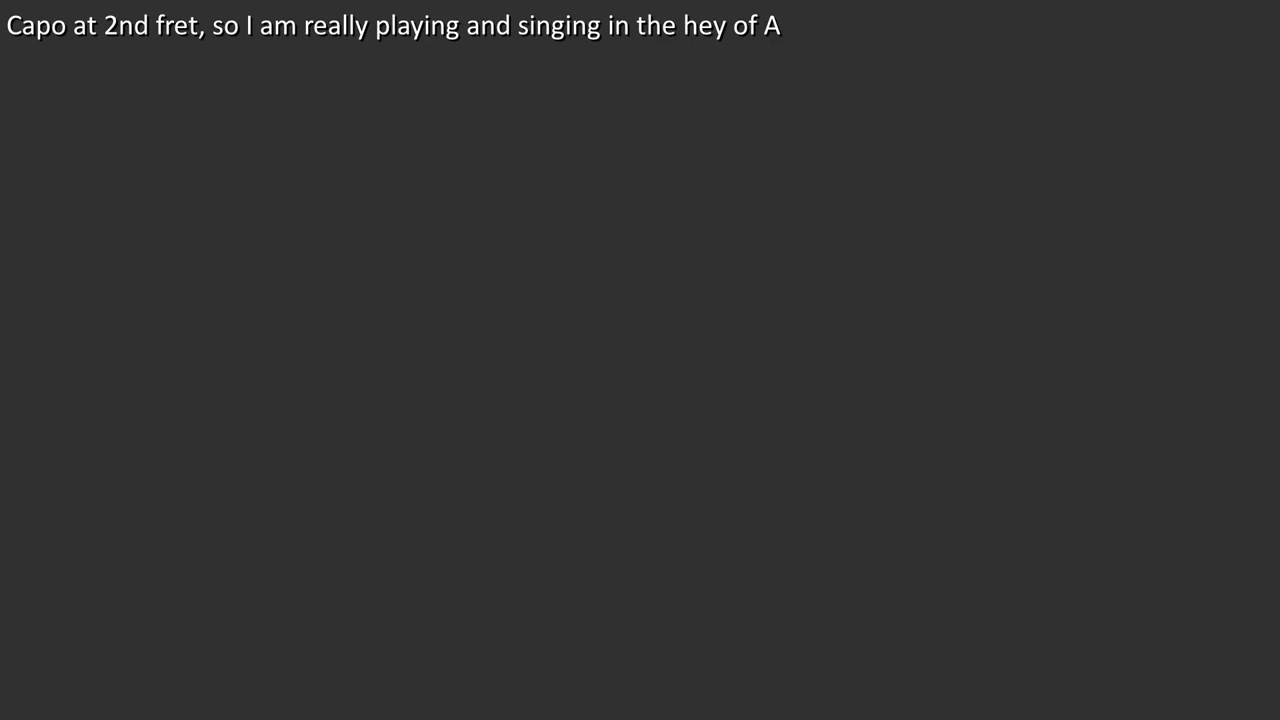 Capo at 2nd fret, so I am really playing and singing in the hey of A